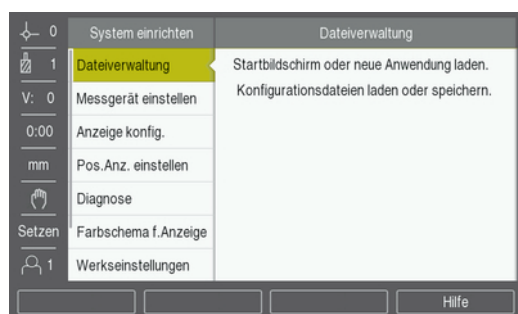 0
System einrichten
Dateiverwaltung
1
Dateiverwaltung
Startbildschirm oder neue Anwendung laden.
Konfigurationsdateien laden oder speichern.
V: 0
Messgerät einstellen
0:00
Anzeige konfig.
mm
Pos.Anz. einstellen
Diagnose
Setzen
Farbschema f.Anzeige
1
Werkseinstellungen
Hilfe